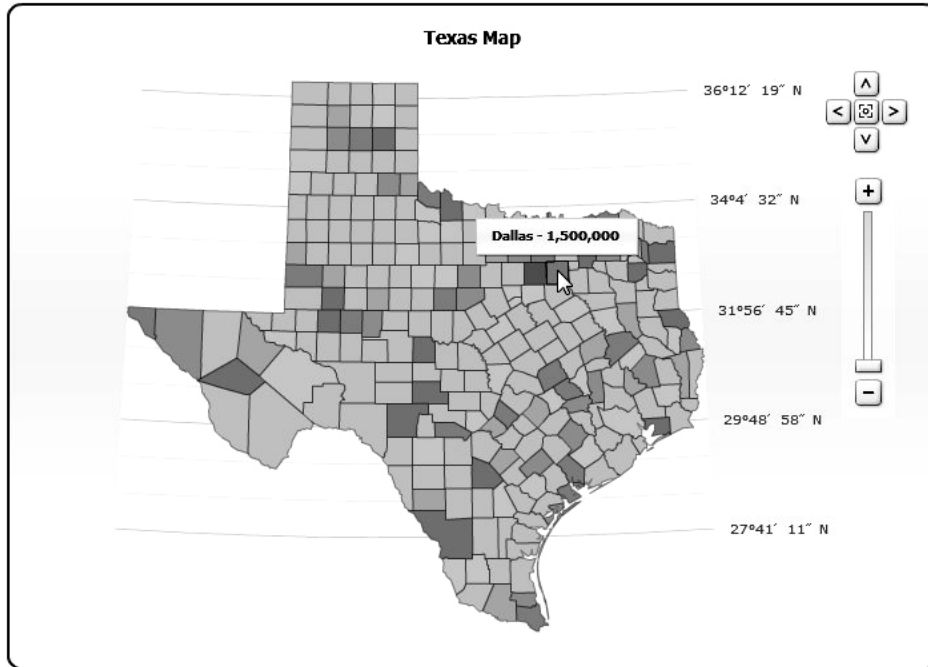 Texas Map
36°12′ 19″ N
34°4′ 32″ N
Dallas - 1,500,000
31°56′ 45″ N
29°48′ 58″ N
27°41′ 11″ N